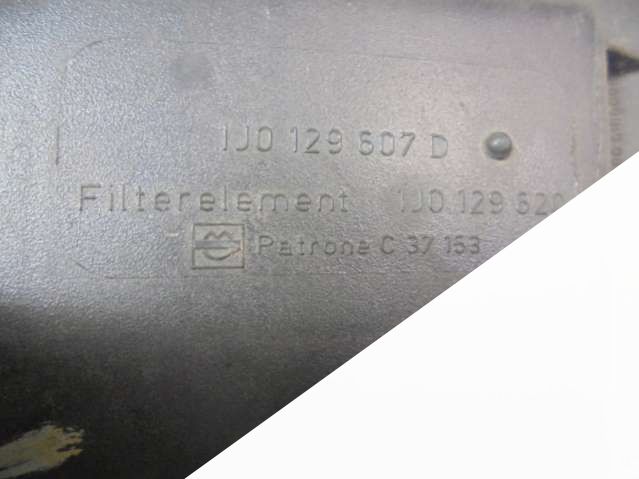 1J0 129 607 D
Filterelement 1J0 129 620
Patrone C 37 153